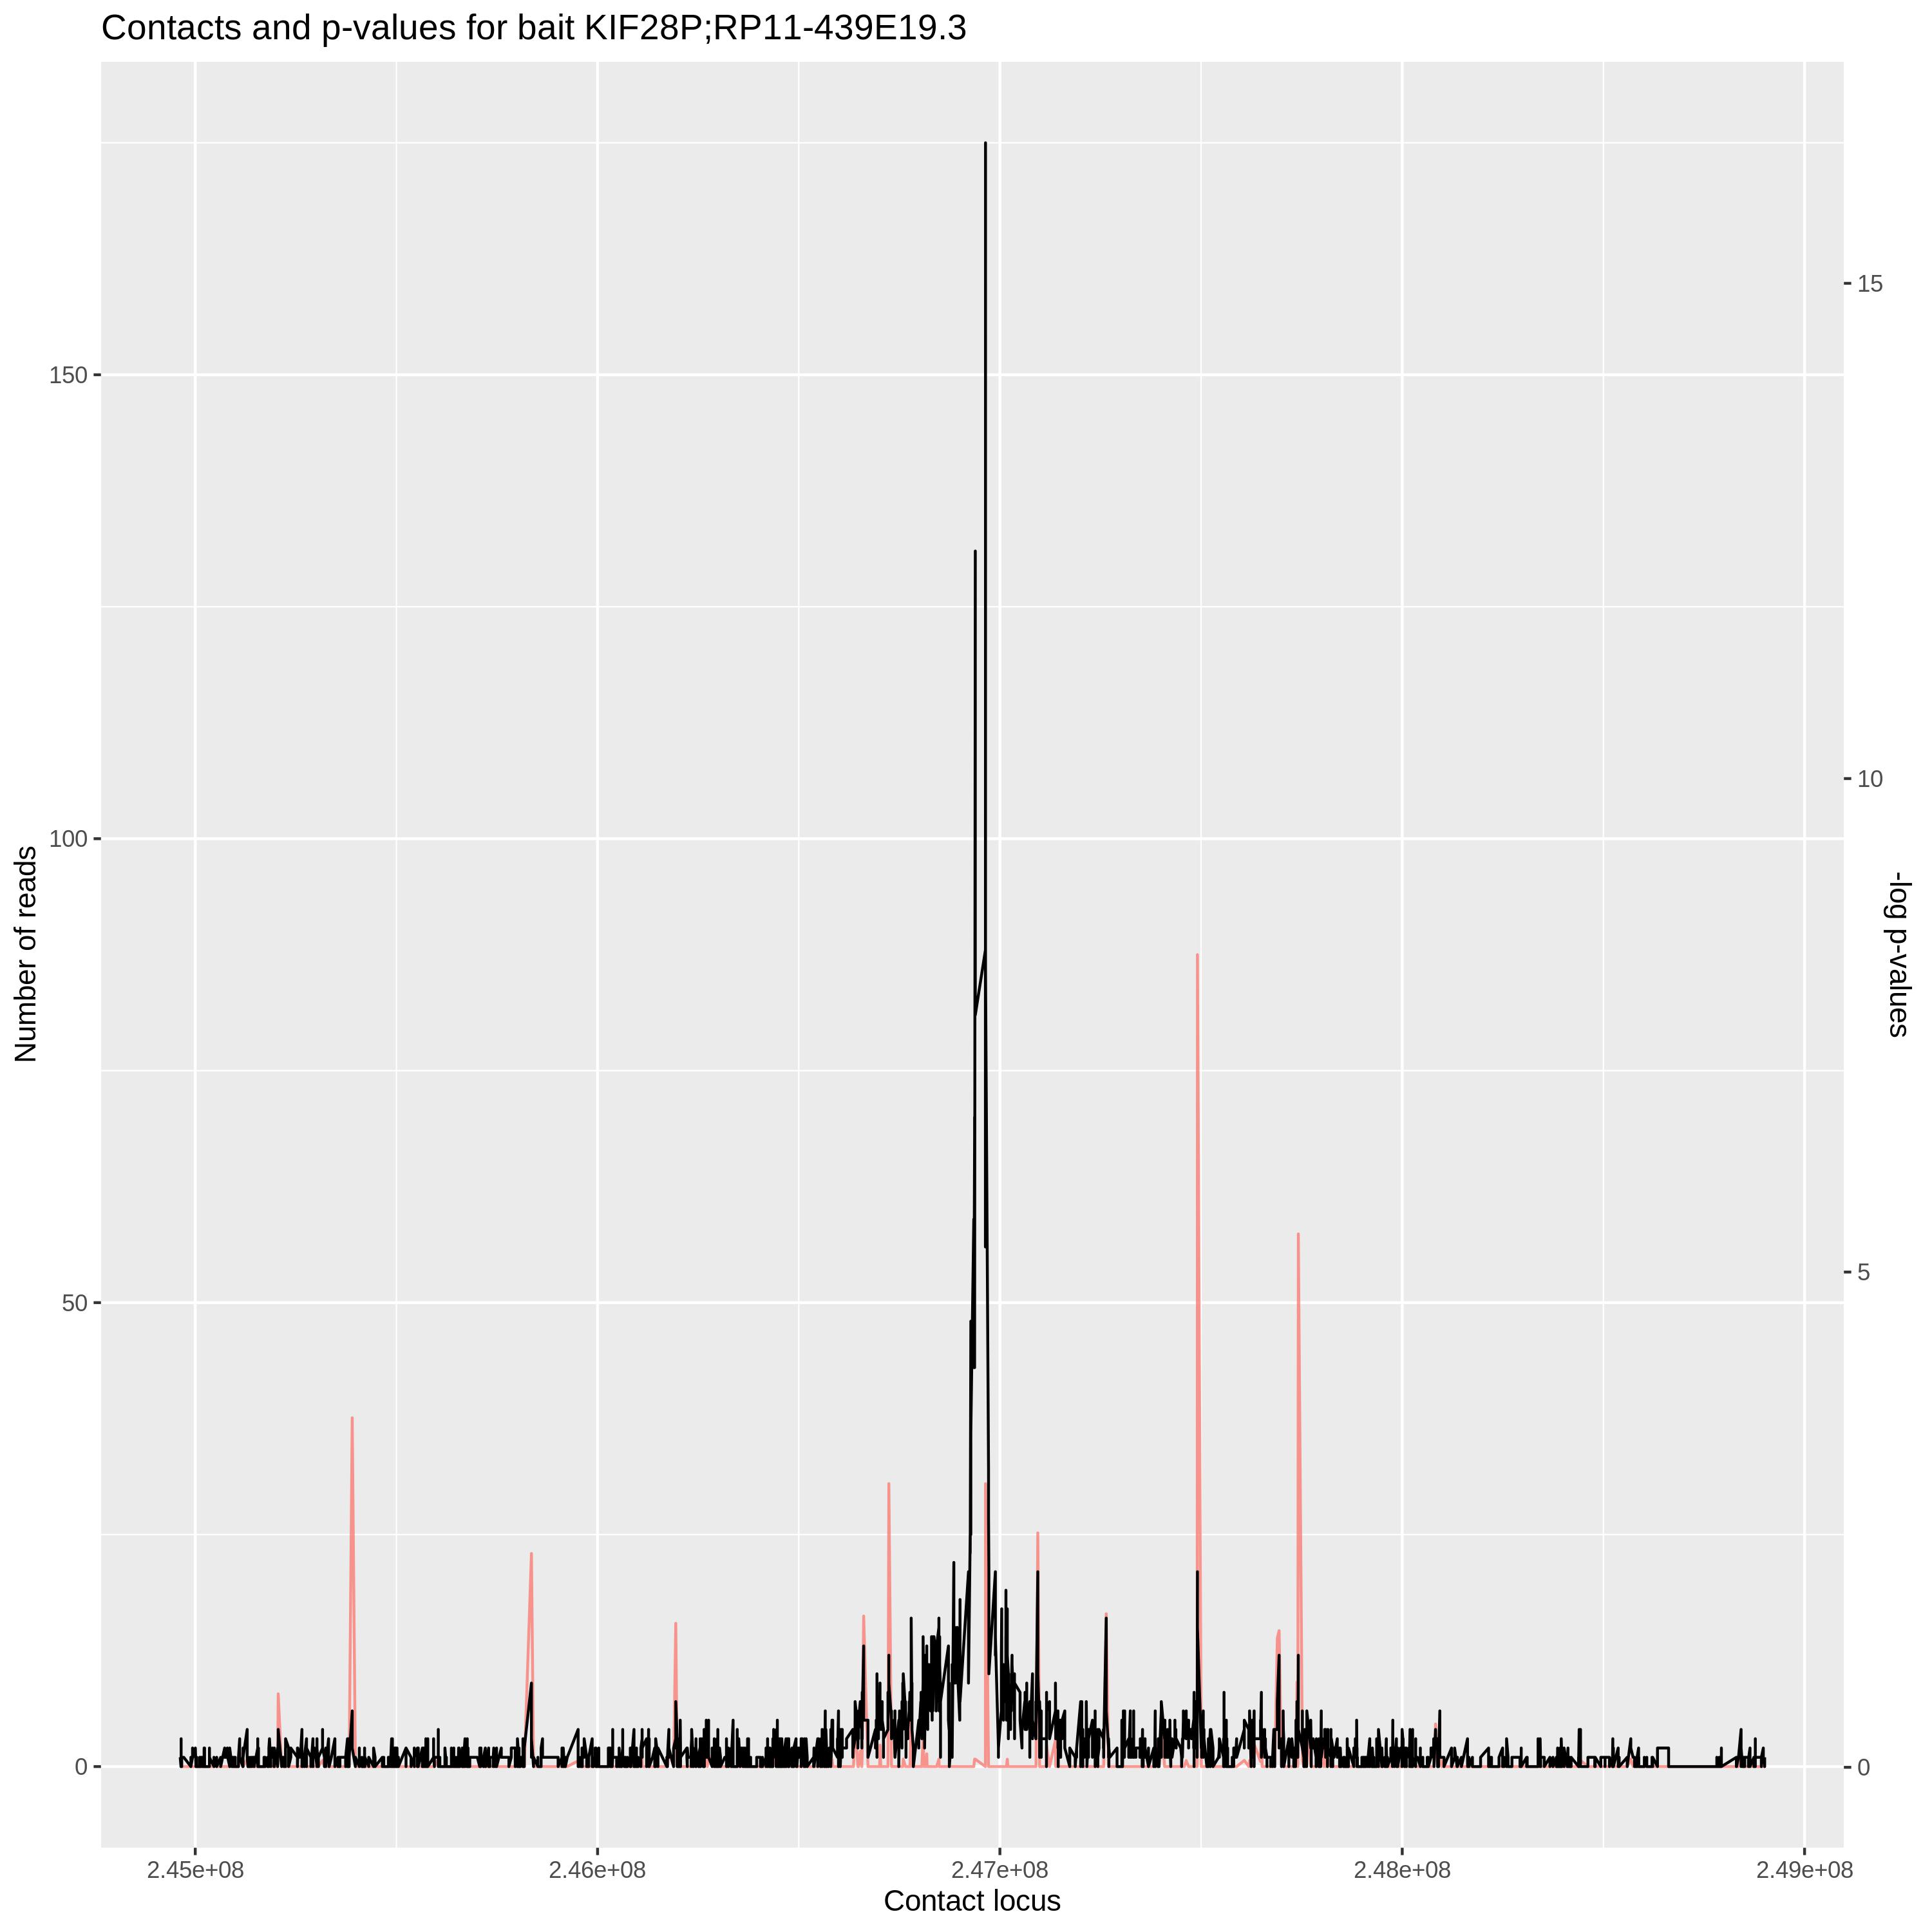 Contacts and p-values for bait KIF28P;RP11-439E19.3
150
100
50
0
Number of reads
15
10
5
0
-log p-values
2.45e+08
2.46e+08
2.47e+08
2.48e+08
2.49e+08
Contact locus